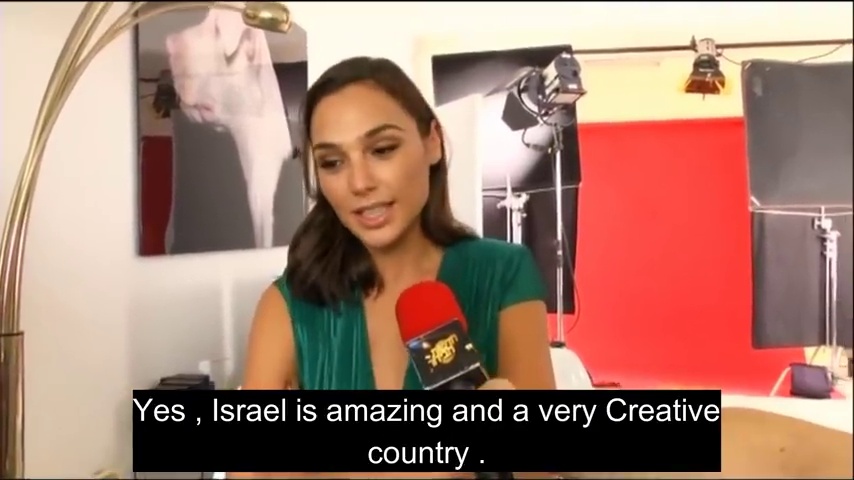 Yes , Israel is amazing and a very Creative
country .